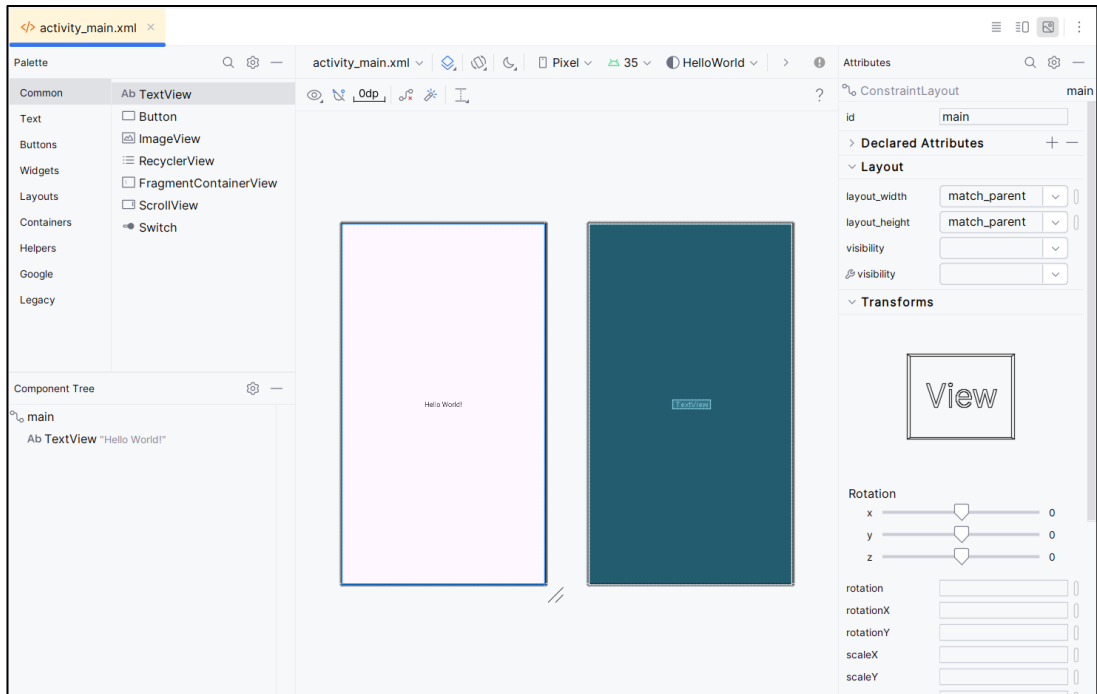 activity_main.xml
Palette
Common
Text
Buttons
Widgets
Layouts
Containers
Helpers
Google
Legacy
Ab TextView
Button
ImageView
RecyclerView
FragmentContainerView
ScrollView
Switch
Component Tree
main
Ab TextView "Hello World!"
activity_main.xml
Pixel
35
HelloWorld
0dp
?
Hello World!
TextView
Attributes
ConstraintLayout main
id main
Declared Attributes
Layout
layout_width match_parent
layout_height match_parent
visibility
visibility
Transforms
View
Rotation
x 0
y 0
z 0
rotation
rotationX
rotationY
scaleX
scaleY